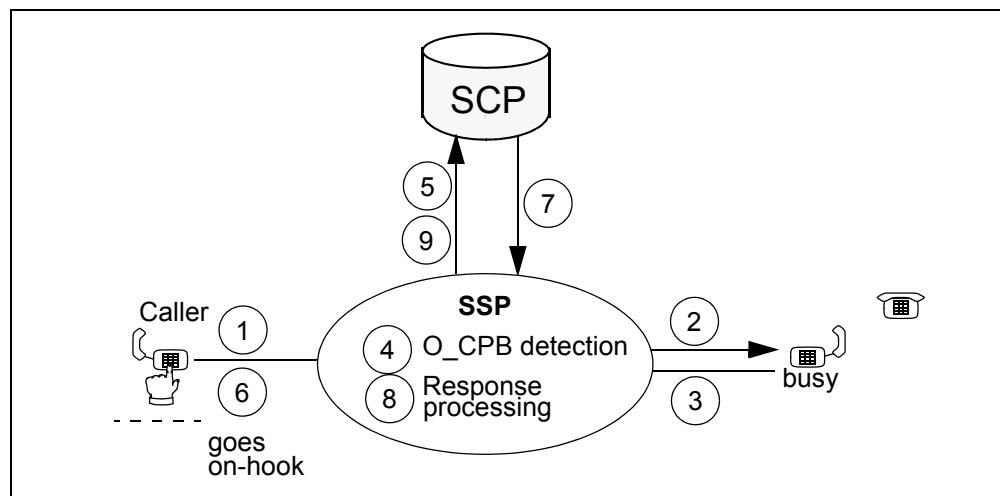 SCP
5
7
9
SSP
Caller
1
2
4 O_CPB detection
busy
6
8 Response
processing
3
goes
on-hook